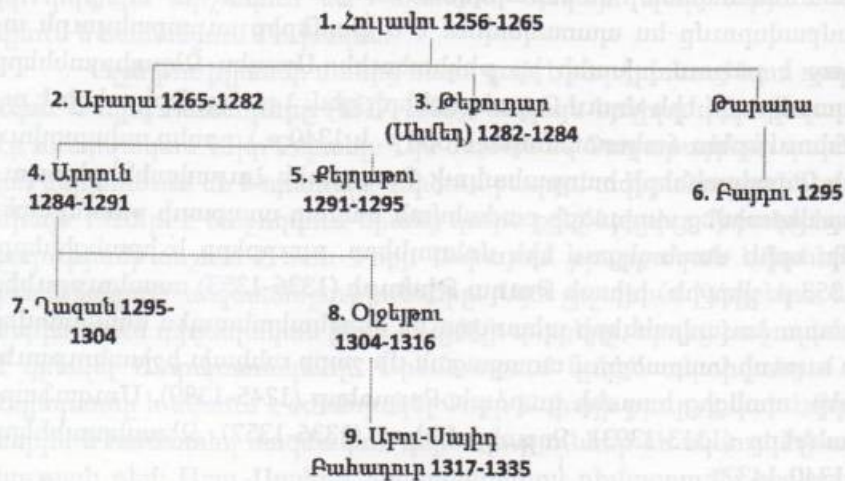 1. Հուլավու 1256-1265
2. Աբաղա 1265-1282
3. Թեքուդար
(Ահմեդ) 1282-1284
Թարաղա
4. Արղուն
1284-1291
5. Քեյղաթու
1291-1295
6. Բայդու 1295
7. Ղազան 1295-
1304
8. Օլջեյթու
1304-1316
9. Աբու-Սայիդ
Բահադուր 1317-1335